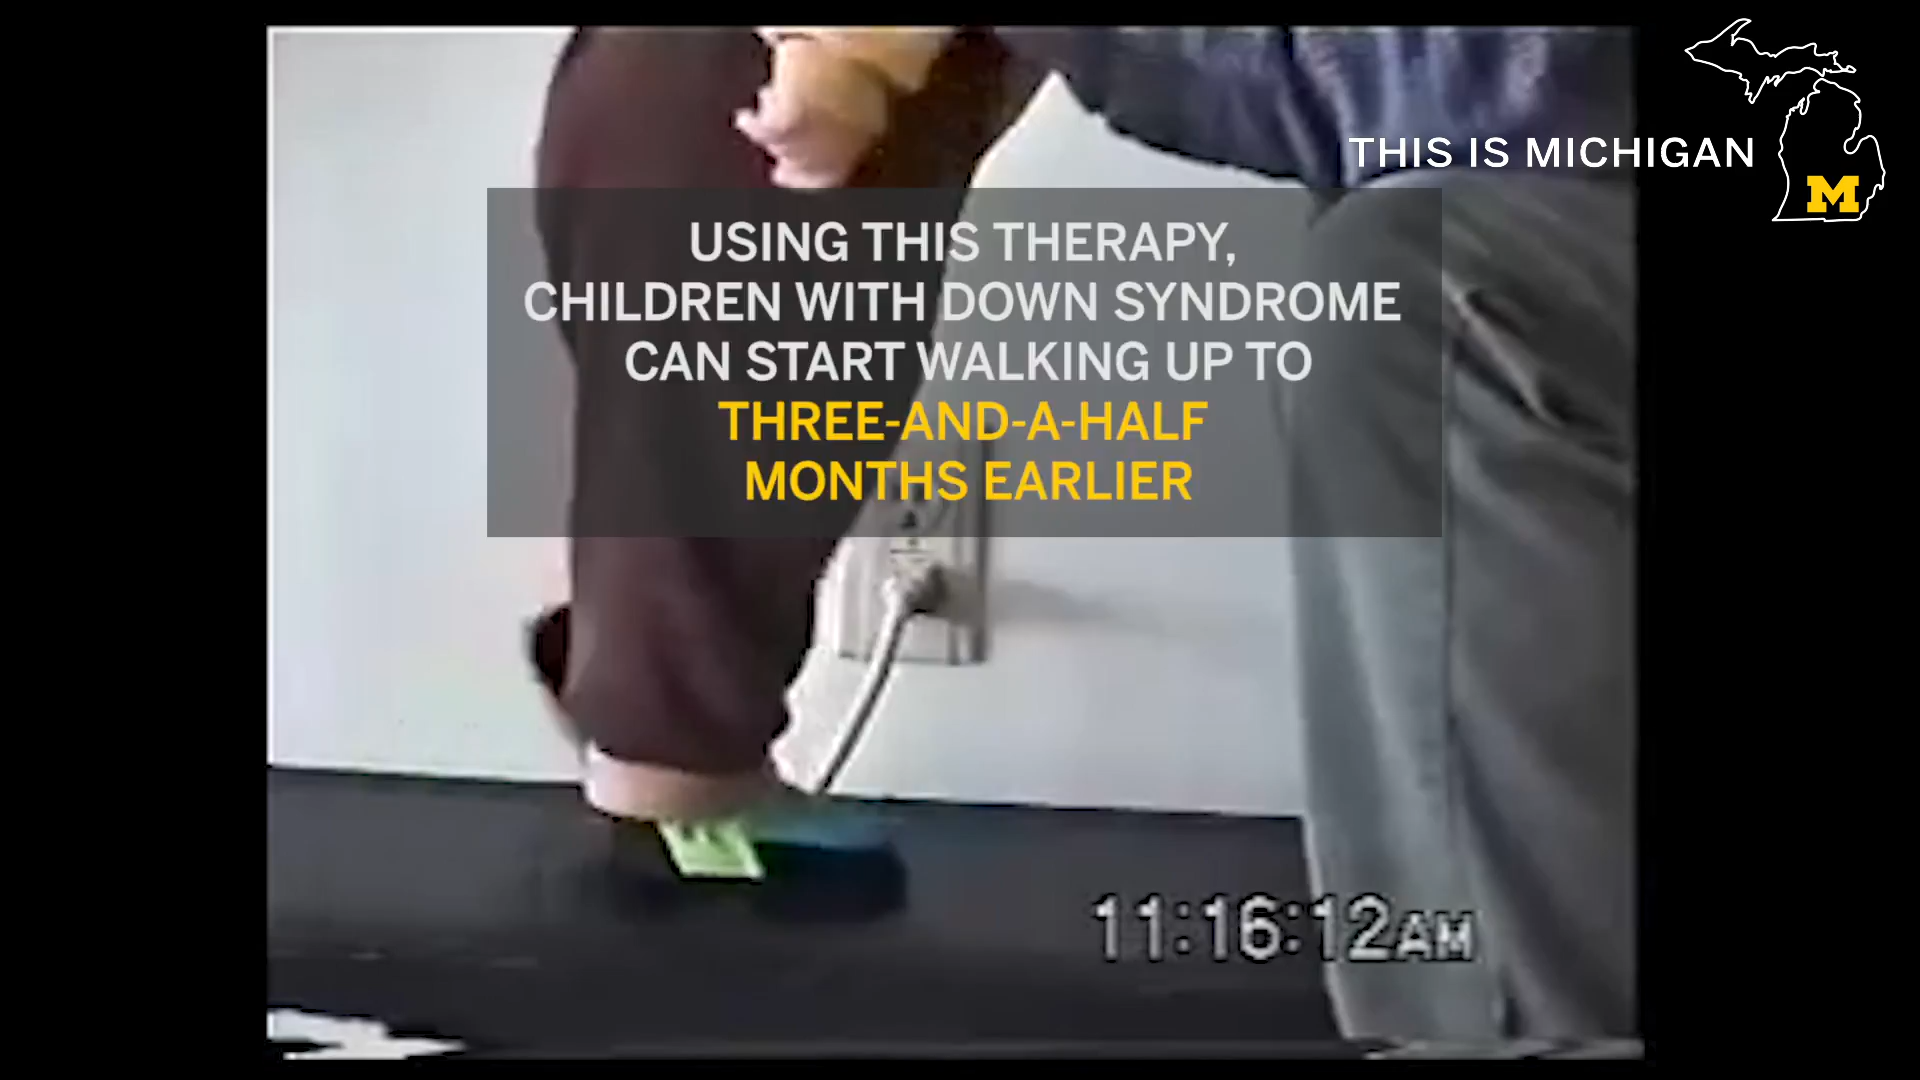 THIS IS MICHIGAN
M
USING THIS THERAPY,
CHILDREN WITH DOWN SYNDROME
CAN START WALKING UP TO
THREE-AND-A-HALF
MONTHS EARLIER
11:16:12AM